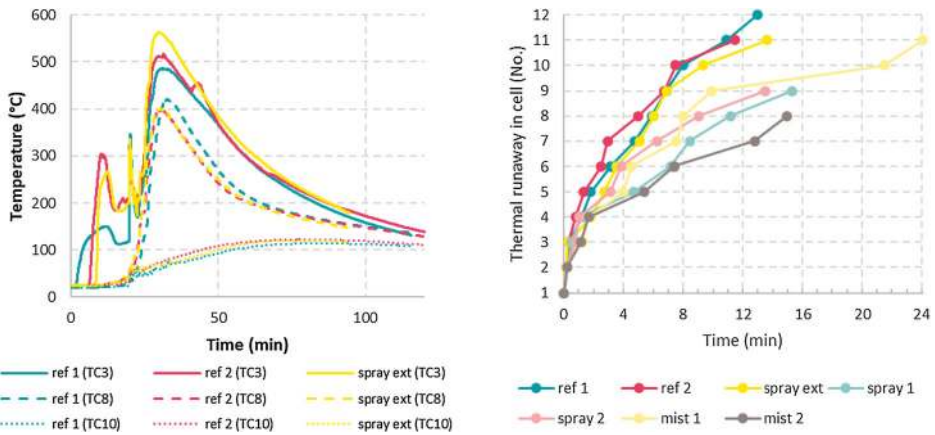 600
500
400
300
200
100
0
Temperature (°C)
0 50 100
Time (min)
ref 1 (TC3) ref 2 (TC3) spray ext (TC3)
ref 1 (TC8) ref 2 (TC8) spray ext (TC8)
ref 1 (TC10) ref 2 (TC10) spray ext (TC10)
12
11
10
9
8
7
6
5
4
3
2
1
Thermal runaway in cell (No.)
0 4 8 12 16 20 24
Time (min)
ref 1 ref 2 spray ext spray 1
spray 2 mist 1 mist 2